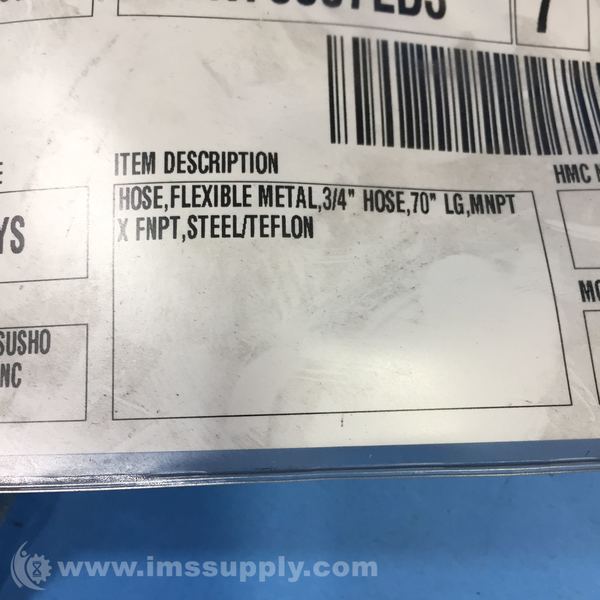 7
ITEM DESCRIPTION
HMC
HOSE,FLEXIBLE METAL,3/4" HOSE,70" LG,MNPT
X FNPT,STEEL/TEFLON
YS
SUSHO
NC
www.imssupply.com